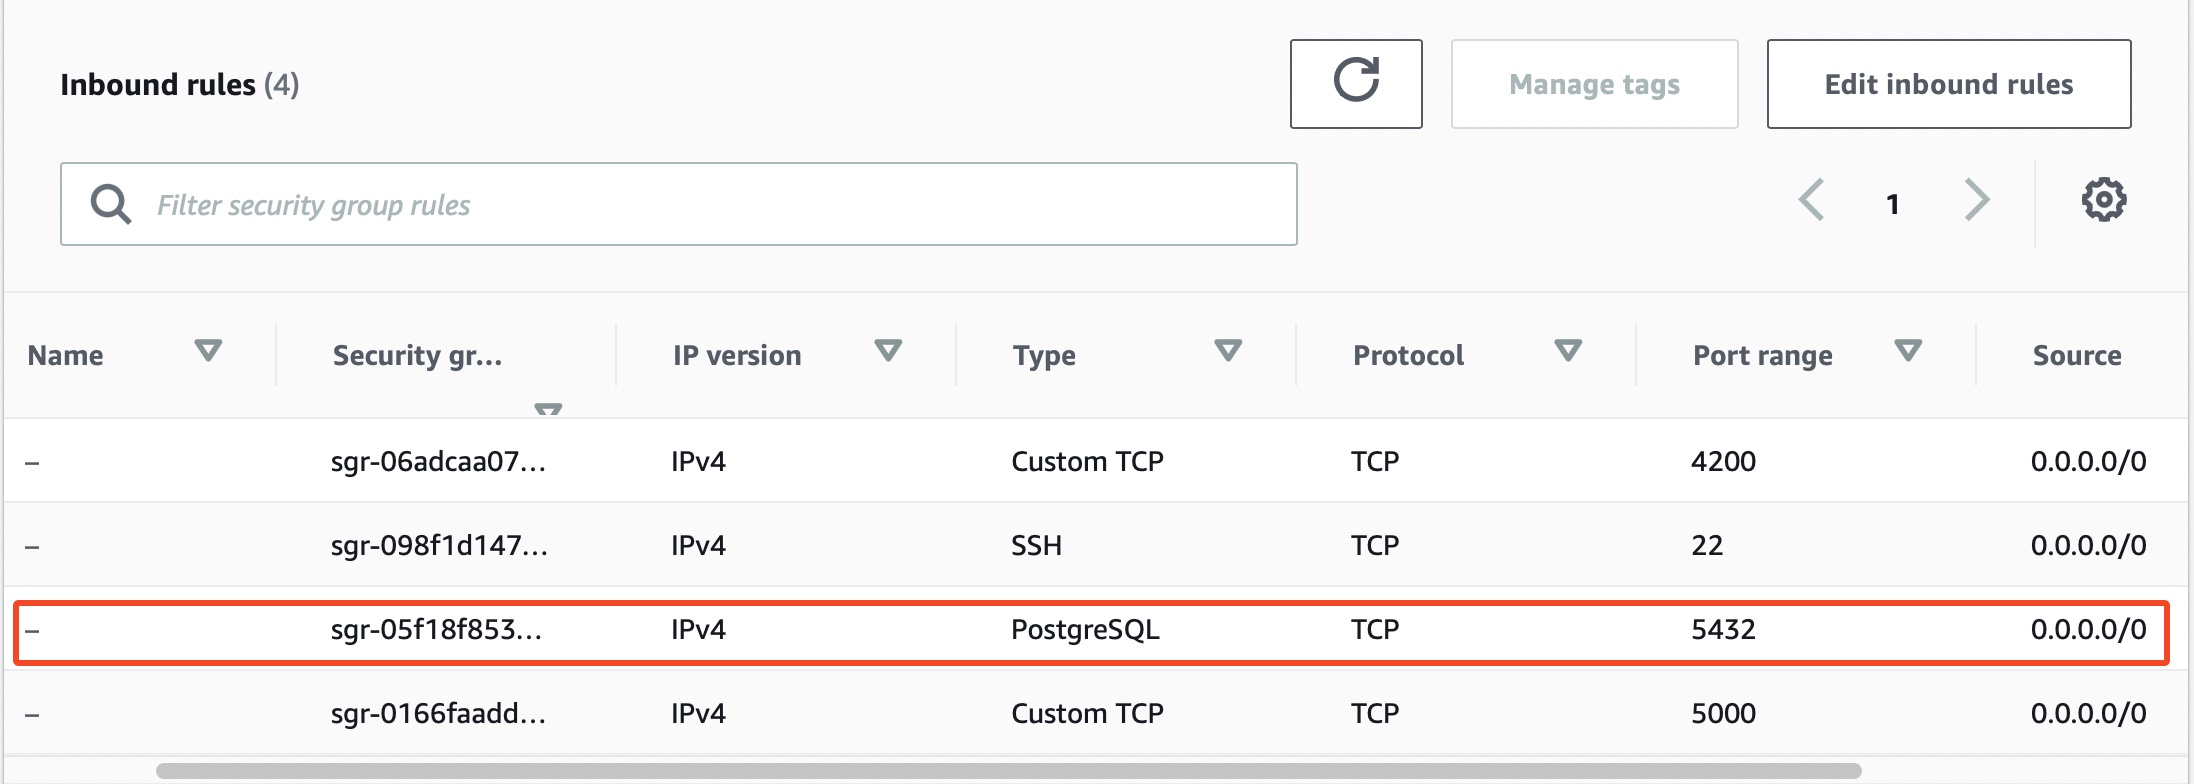 Inbound rules (4)
Manage tags
Edit inbound rules
Filter security group rules
1
Name Security gr... IP version Type Protocol Port range Source
– sgr-06adcaa07... IPv4 Custom TCP TCP 4200 0.0.0.0/0
– sgr-098f1d147... IPv4 SSH TCP 22 0.0.0.0/0
– sgr-05f18f853... IPv4 PostgreSQL TCP 5432 0.0.0.0/0
– sgr-0166faadd... IPv4 Custom TCP TCP 5000 0.0.0.0/0